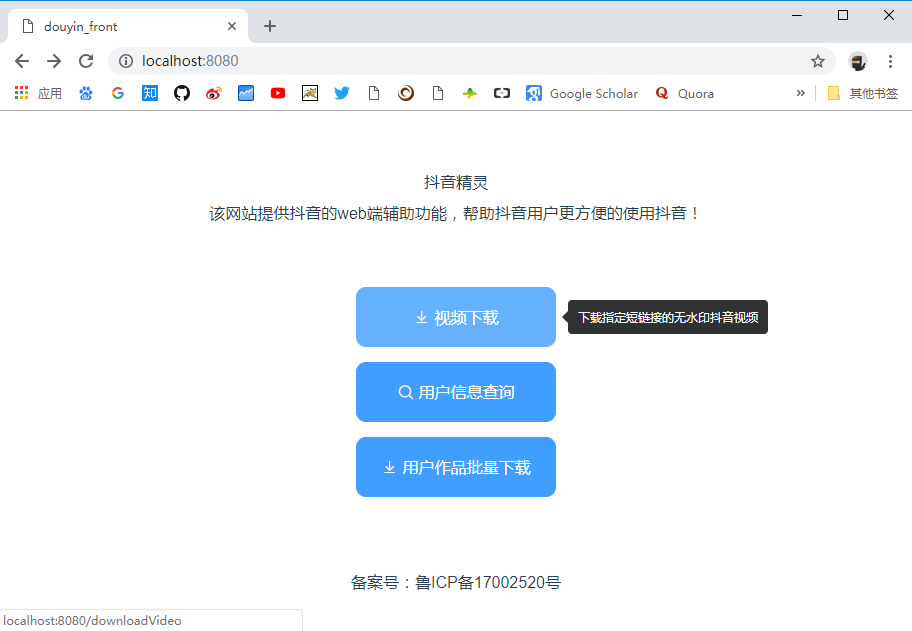 douyin_front
localhost:8080
应用
知
Google Scholar
Quora
其他书签
抖音精灵
该网站提供抖音的web端辅助功能，帮助抖音用户更方便的使用抖音！
视频下载
下载指定短链接的无水印抖音视频
用户信息查询
用户作品批量下载
备案号：鲁ICP备17002520号
localhost:8080/downloadVideo